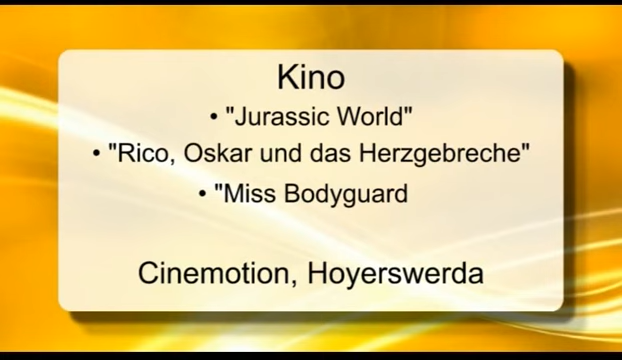 Kino
• "Jurassic World"
• "Rico, Oskar und das Herzgebreche"
• "Miss Bodyguard
Cinemotion, Hoyerswerda